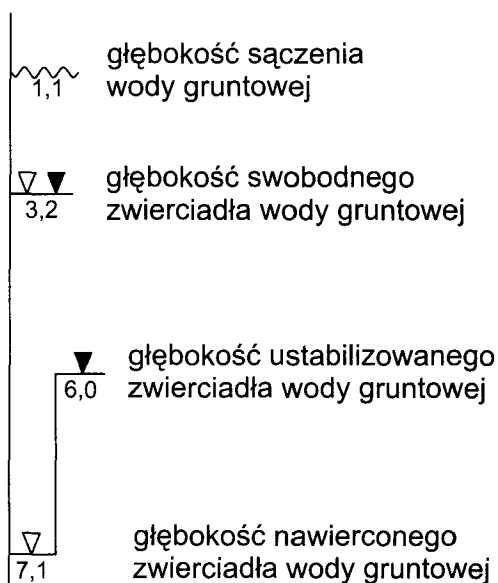 głębokość sączenia
1,1 wody gruntowej
głębokość swobodnego
3,2 zwierciadła wody gruntowej
głębokość ustabilizowanego
6,0 zwierciadła wody gruntowej
głębokość nawierconego
7,1 zwierciadła wody gruntowej